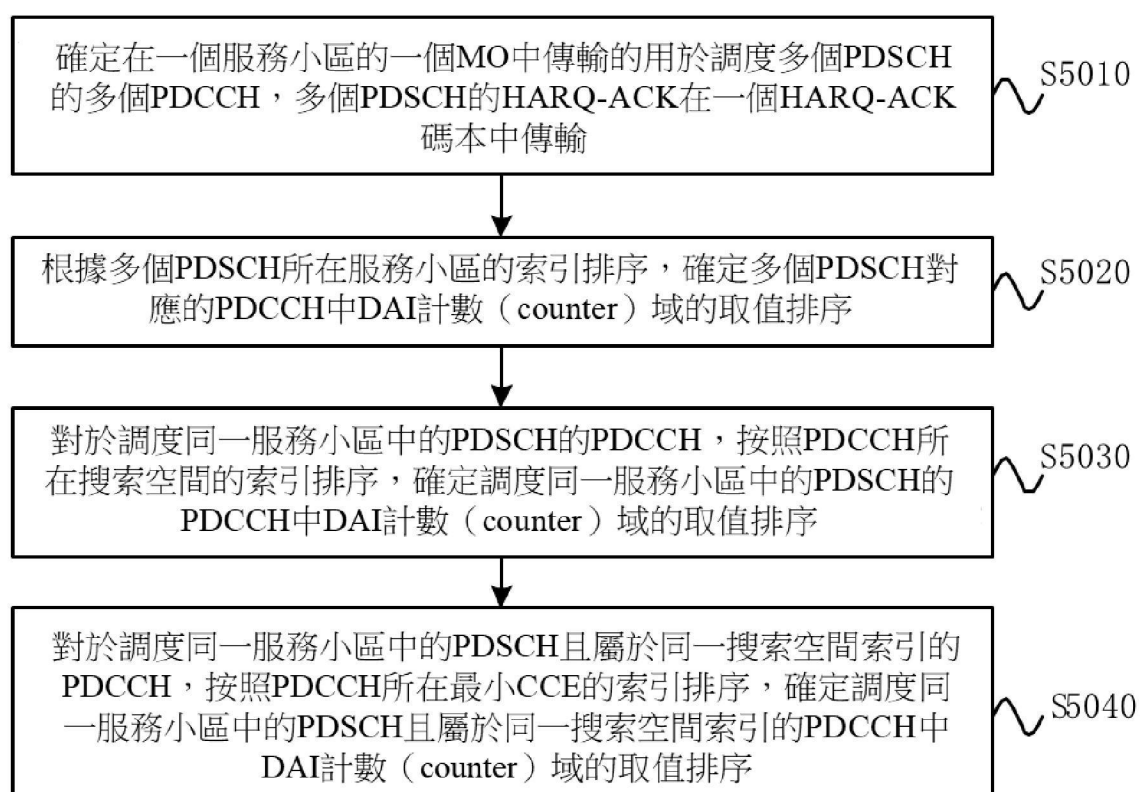 確定在一個服務小區的一個MO中傳輸的用於調度多個PDSCH
的多個PDCCH，多個PDSCH的HARQ-ACK在一個HARQ-ACK
碼本中傳輸
S5010
根據多個PDSCH所在服務小區的索引排序，確定多個PDSCH對
應的PDCCH中DAI計數（counter）域的取值排序
S5020
對於調度同一服務小區中的PDSCH的PDCCH，按照PDCCH所
在搜索空間的索引排序，確定調度同一服務小區中的PDSCH的
PDCCH中DAI計數（counter）域的取值排序
S5030
對於調度同一服務小區中的PDSCH且屬於同一搜索空間索引的
PDCCH，按照PDCCH所在最小CCE的索引排序，確定調度同
一服務小區中的PDSCH且屬於同一搜索空間索引的PDCCH中
DAI計數（counter）域的取值排序
S5040